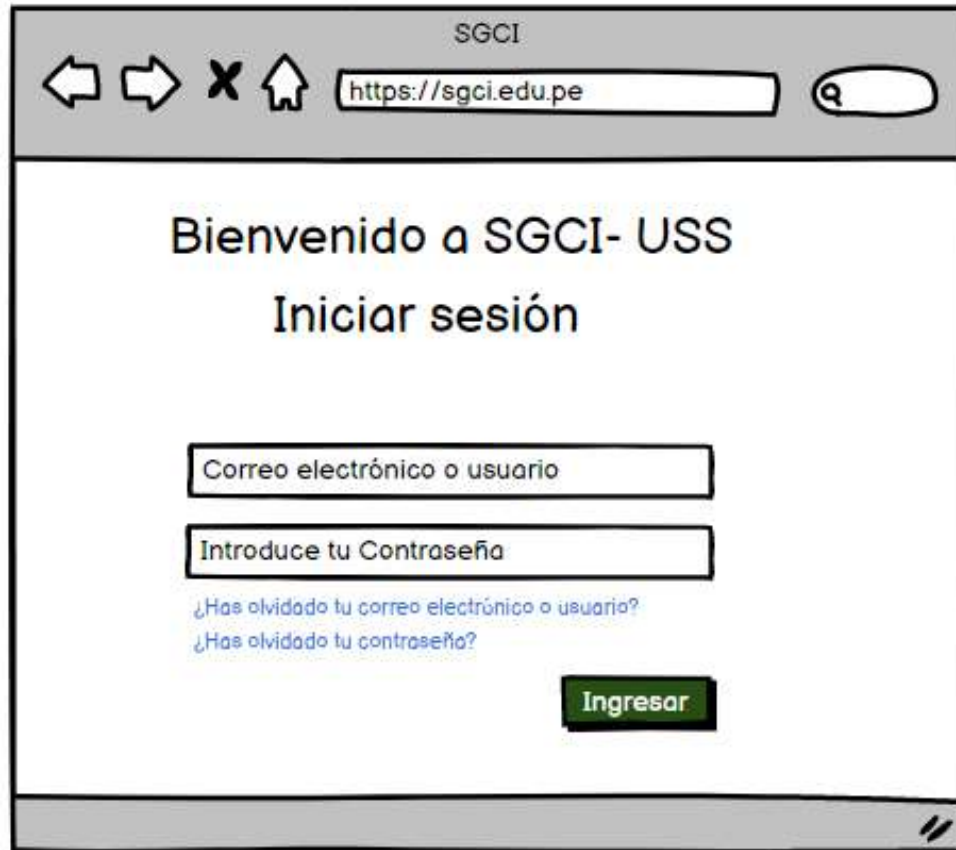 SGCI
https://sgci.edu.pe
Bienvenido a SGCI- USS
Iniciar sesión
Correo electrónico o usuario
Introduce tu Contraseña
¿Has olvidado tu correo electrónico o usuario?
¿Has olvidado tu contraseña?
Ingresar